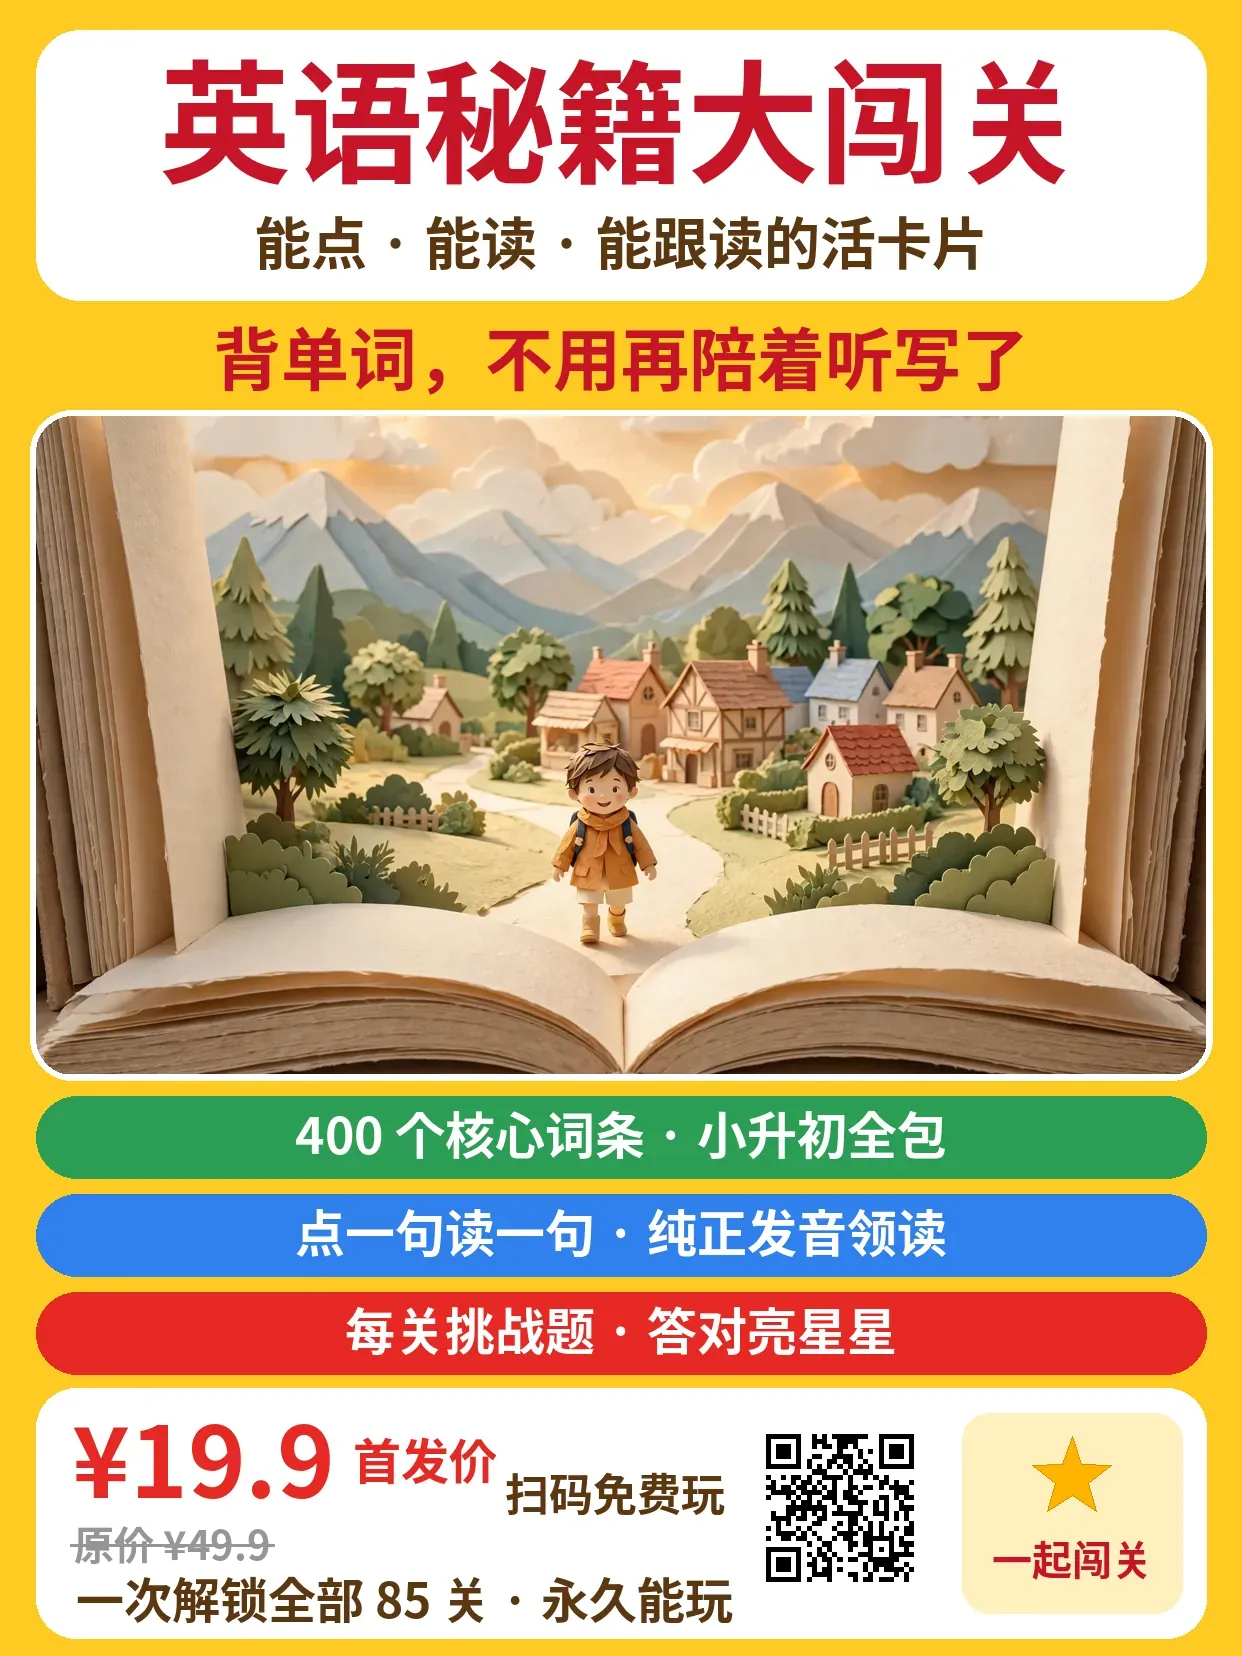 英语秘籍大闯关
能点 · 能读 · 能跟读的活卡片
背单词，不用再陪着听写了
400 个核心词条 · 小升初全包
点一句读一句 · 纯正发音领读
每关挑战题 · 答对亮星星
¥19.9 首发价
原价 ¥49.9
扫码免费玩
一次解锁全部 85 关 · 永久能玩
一起闯关